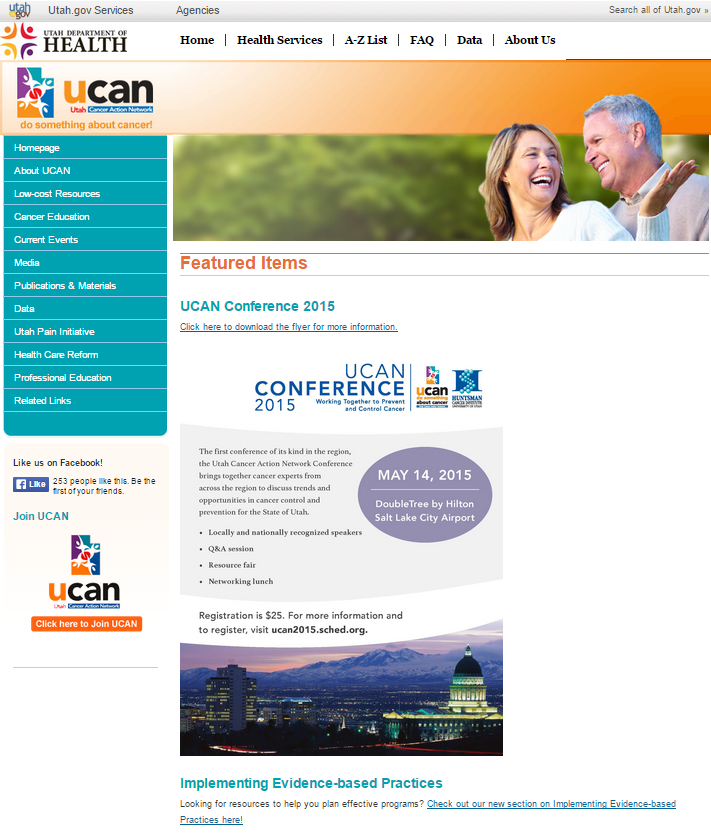 utah.gov
Utah.gov Services
Agencies
Search all of Utah.gov »
UTAH DEPARTMENT OF
HEALTH
Home | Health Services | A-Z List | FAQ | Data | About Us
ucan
Utah Cancer Action Network
do something about cancer!
Homepage
About UCAN
Low-cost Resources
Cancer Education
Current Events
Media
Publications & Materials
Data
Utah Pain Initiative
Health Care Reform
Professional Education
Related Links
Like us on Facebook!
Like
253 people like this. Be the
first of your friends.
Join UCAN
ucan
Utah Cancer Action Network
Click here to Join UCAN
Featured Items
UCAN Conference 2015
Click here to download the flyer for more information.
UCAN
CONFERENCE
2015
Working Together to Prevent
and Control Cancer
ucan
do something
about cancer
HUNTSMAN
CANCER INSTITUTE
UNIVERSITY OF UTAH
The first conference of its kind in the region,
the Utah Cancer Action Network Conference
brings together cancer experts from
across the region to discuss trends and
opportunities in cancer control and
prevention for the State of Utah.
• Locally and nationally recognized speakers
• Q&A session
• Resource fair
• Networking lunch
MAY 14, 2015
DoubleTree by Hilton
Salt Lake City Airport
Registration is $25. For more information and
to register, visit ucan2015.sched.org.
Implementing Evidence-based Practices
Looking for resources to help you plan effective programs? Check out our new section on Implementing Evidence-based
Practices here!